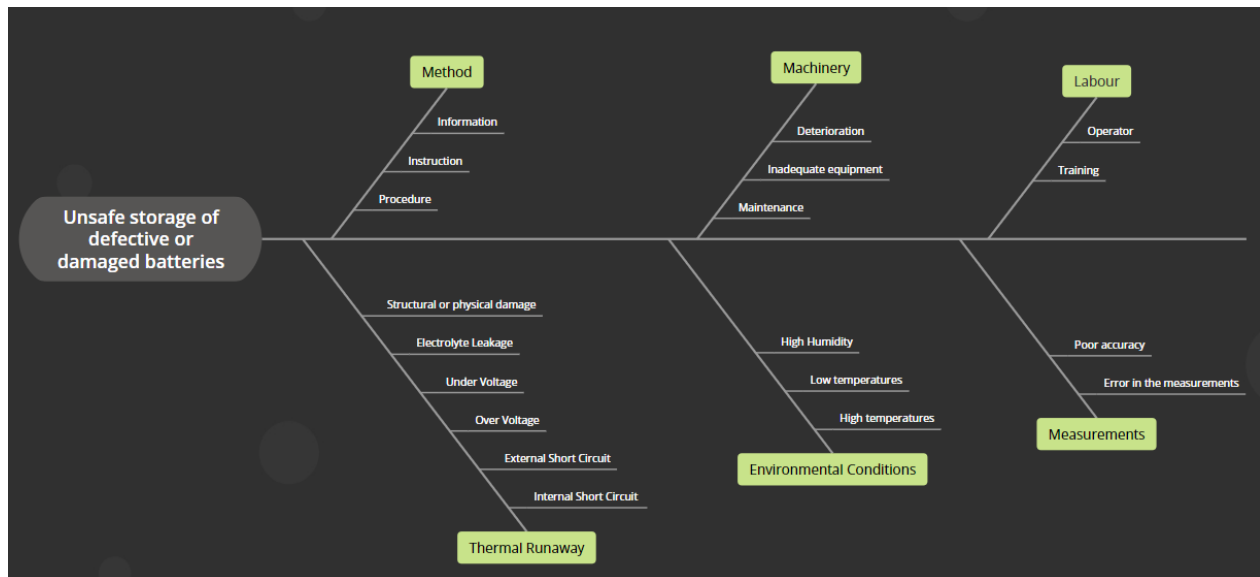 Method
Information
Instruction
Procedure
Machinery
Deterioration
Inadequate equipment
Maintenance
Labour
Operator
Training
Unsafe storage of
defective or
damaged batteries
Structural or physical damage
Electrolyte Leakage
Under Voltage
Over Voltage
External Short Circuit
Internal Short Circuit
Thermal Runaway
High Humidity
Low temperatures
High temperatures
Environmental Conditions
Poor accuracy
Error in the measurements
Measurements